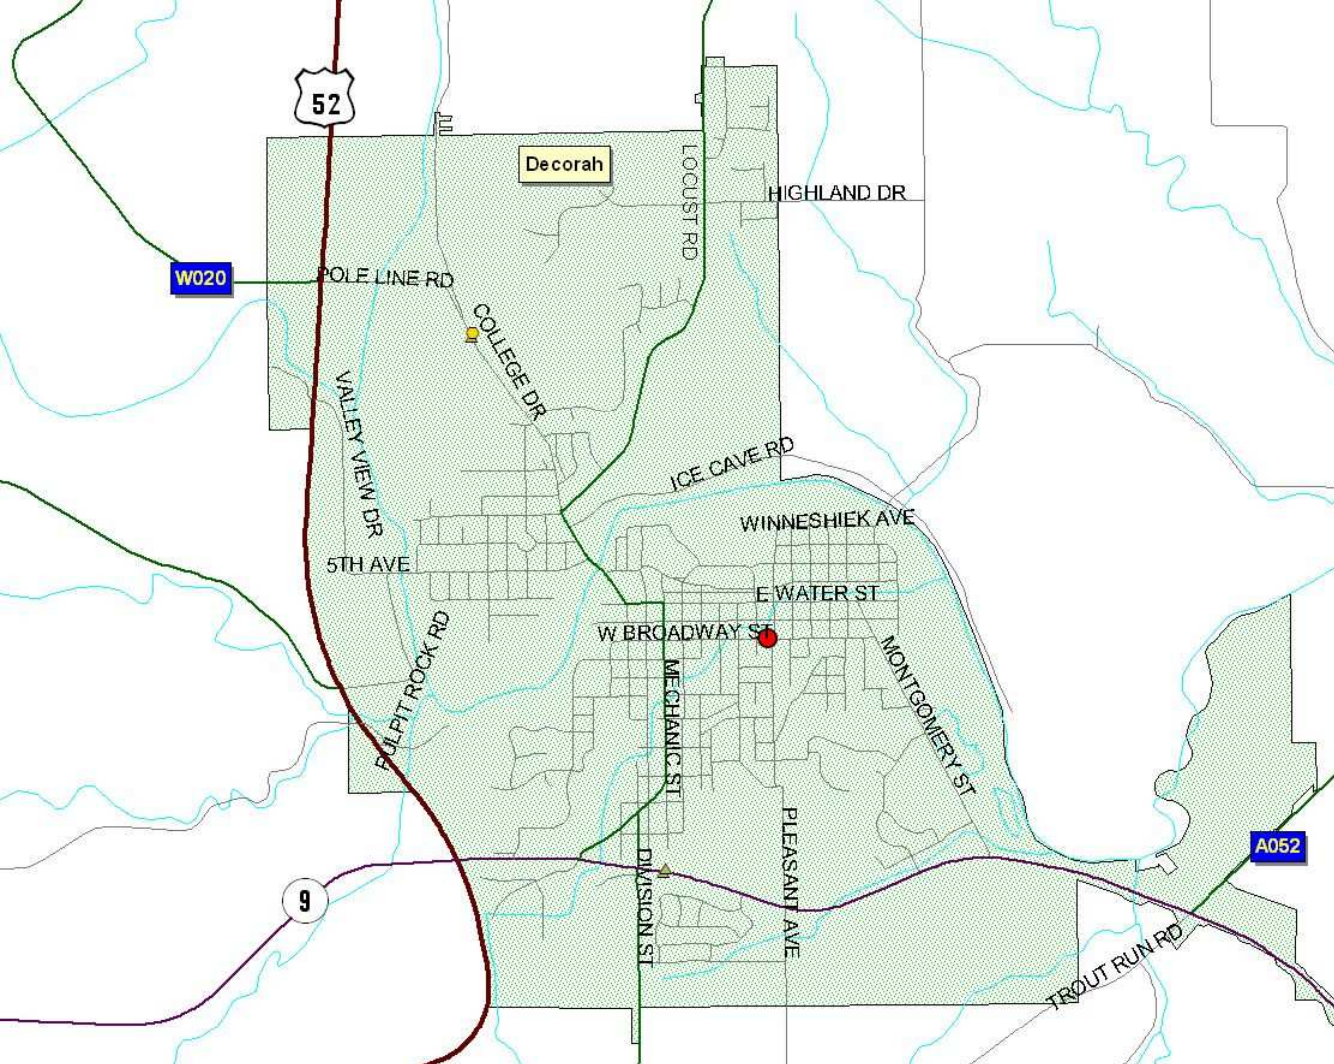 52
Decorah
LOCUST RD
HIGHLAND DR
W020
POLE LINE RD
COLLEGE DR
VALLEY VIEW DR
ICE CAVE RD
WINNESHIEK AVE
5TH AVE
E WATER ST
W BROADWAY ST
PULPIT ROCK RD
MECHANIC ST
MONTGOMERY ST
PLEASANT AVE
DIVISION ST
A052
9
TROUT RUN RD